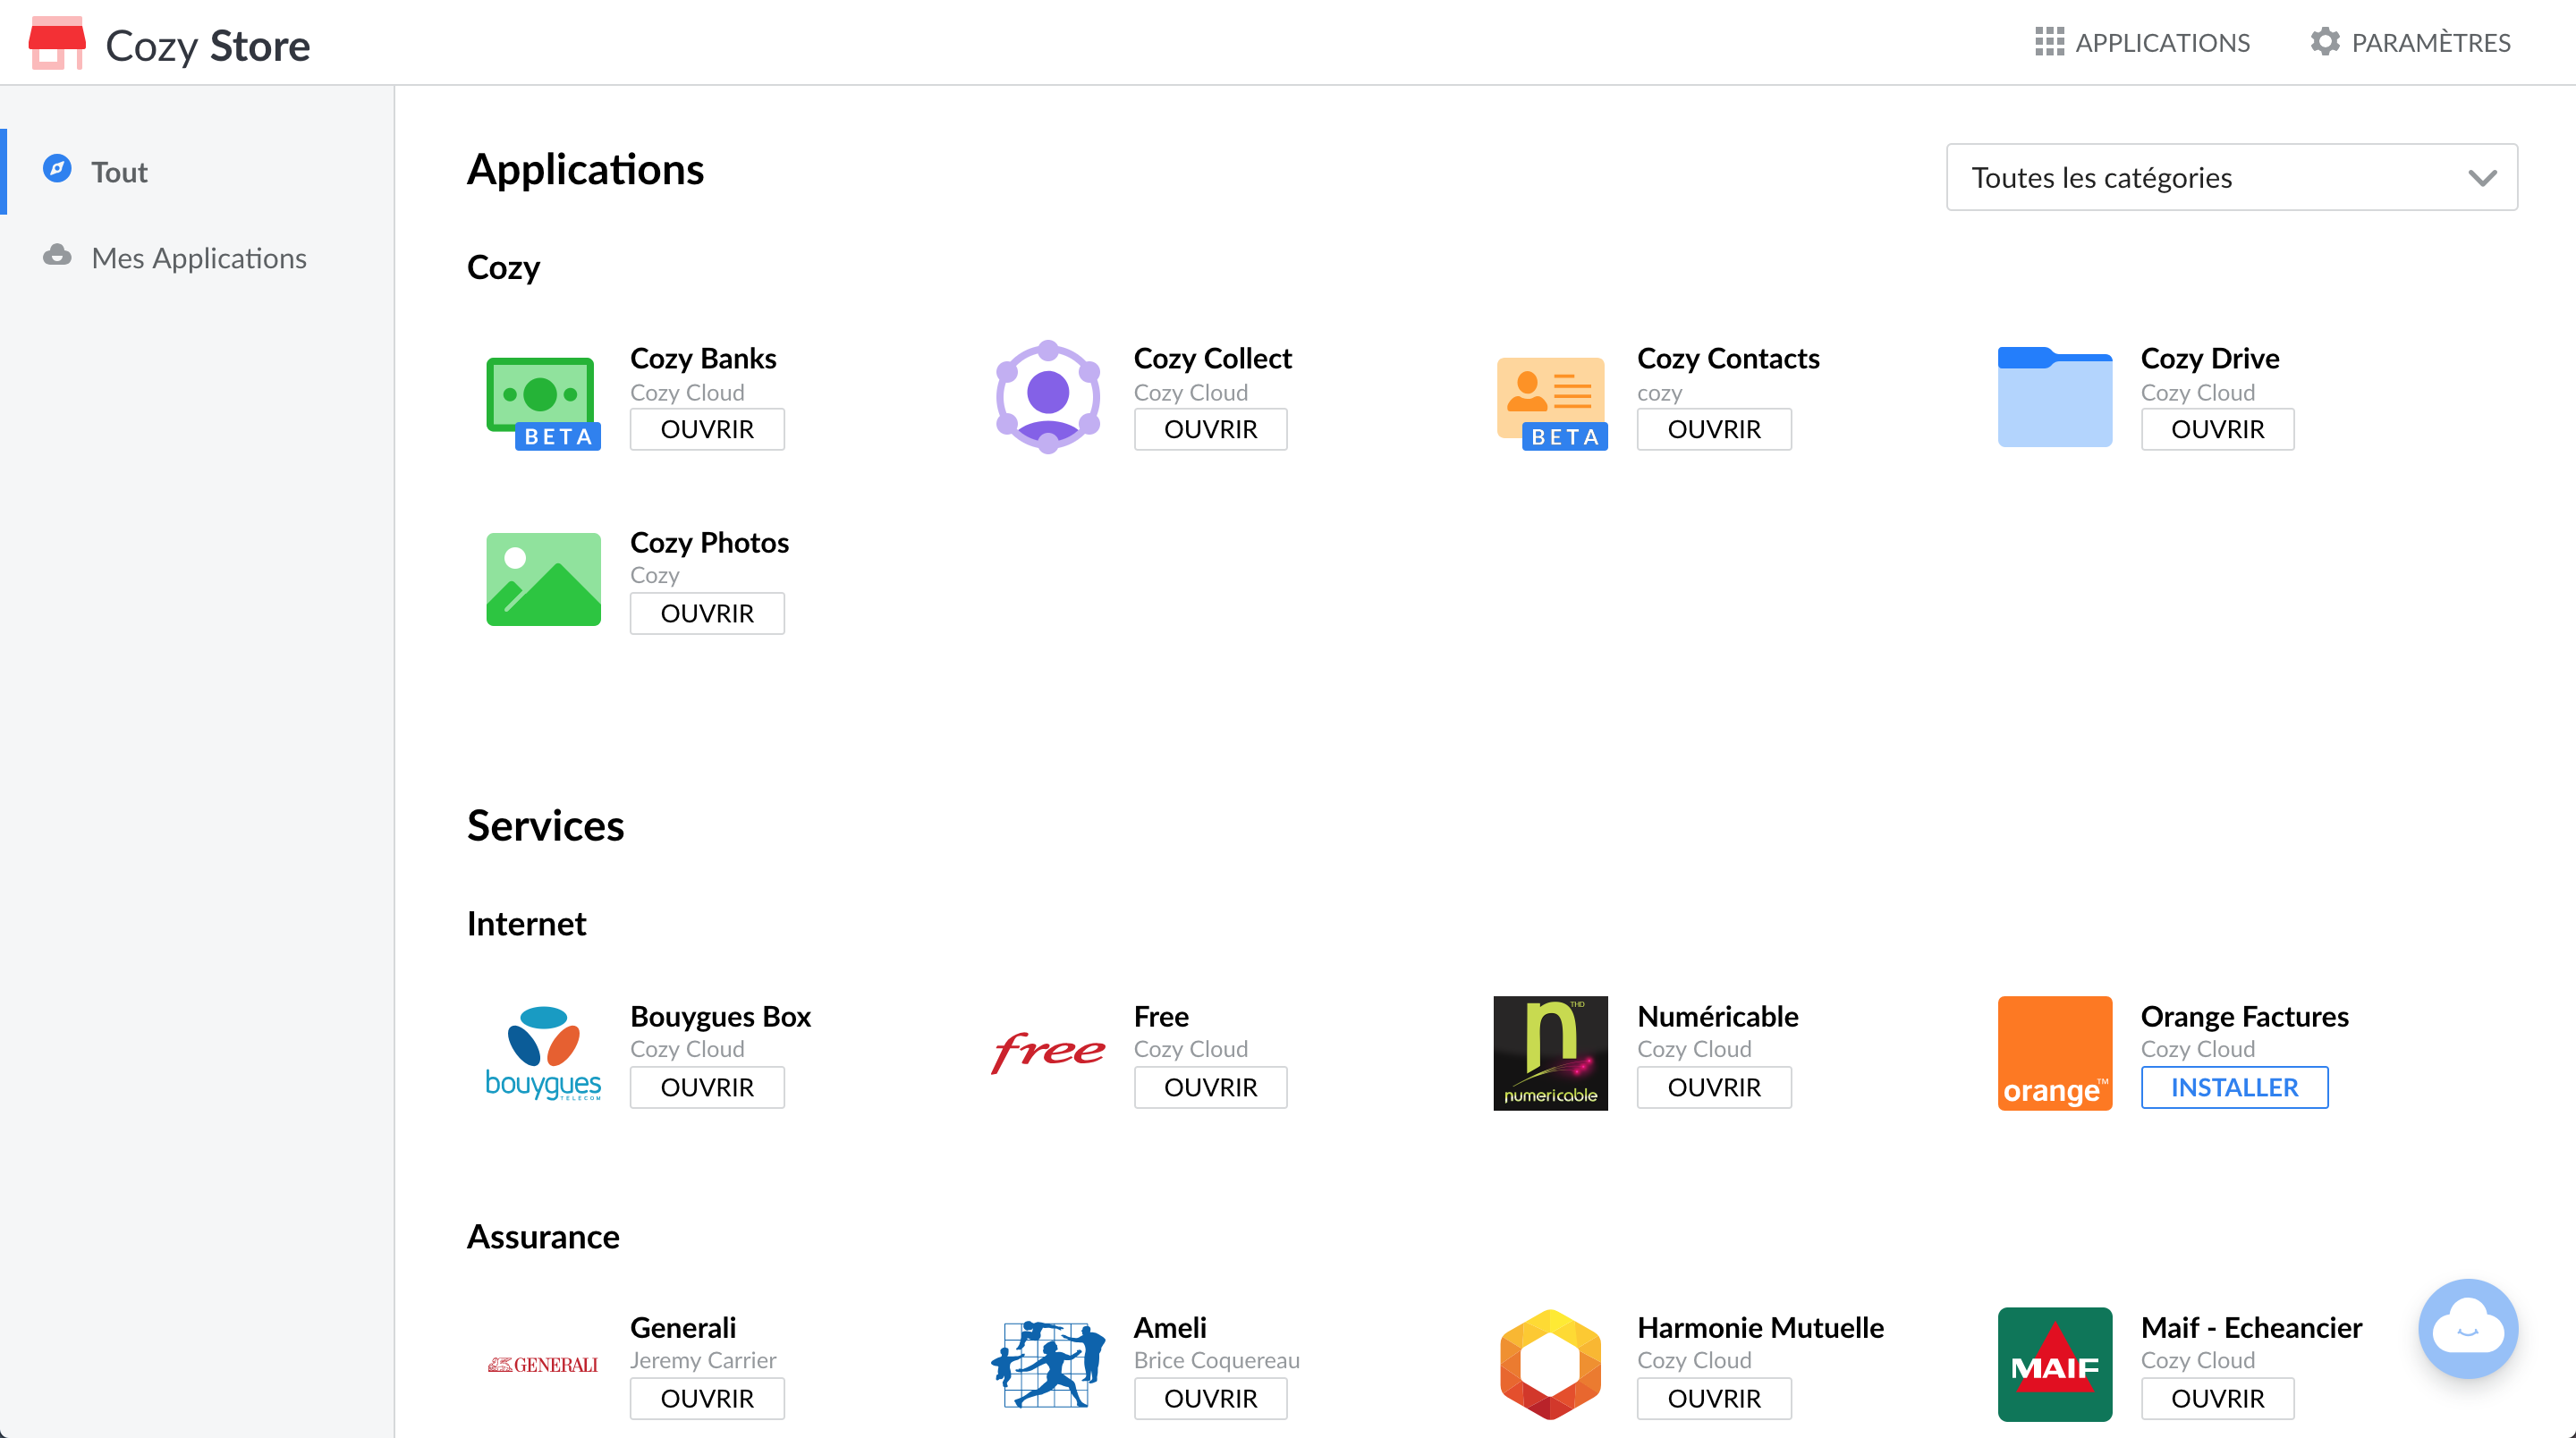 Cozy Store
APPLICATIONS
PARAMÈTRES
Tout
Mes Applications
Applications
Toutes les catégories
Cozy
BETA
Cozy Banks
Cozy Cloud
OUVRIR
Cozy Collect
Cozy Cloud
OUVRIR
BETA
Cozy Contacts
cozy
OUVRIR
Cozy Drive
Cozy Cloud
OUVRIR
Cozy Photos
Cozy
OUVRIR
Services
Internet
bouygues
TELECOM
Bouygues Box
Cozy Cloud
OUVRIR
free
Free
Cozy Cloud
OUVRIR
n THD
numericable
Numéricable
Cozy Cloud
OUVRIR
orange™
Orange Factures
Cozy Cloud
INSTALLER
Assurance
GENERALI
Generali
Jeremy Carrier
OUVRIR
Ameli
Brice Coquereau
OUVRIR
Harmonie Mutuelle
Cozy Cloud
OUVRIR
MAIF
Maif - Echeancier
Cozy Cloud
OUVRIR